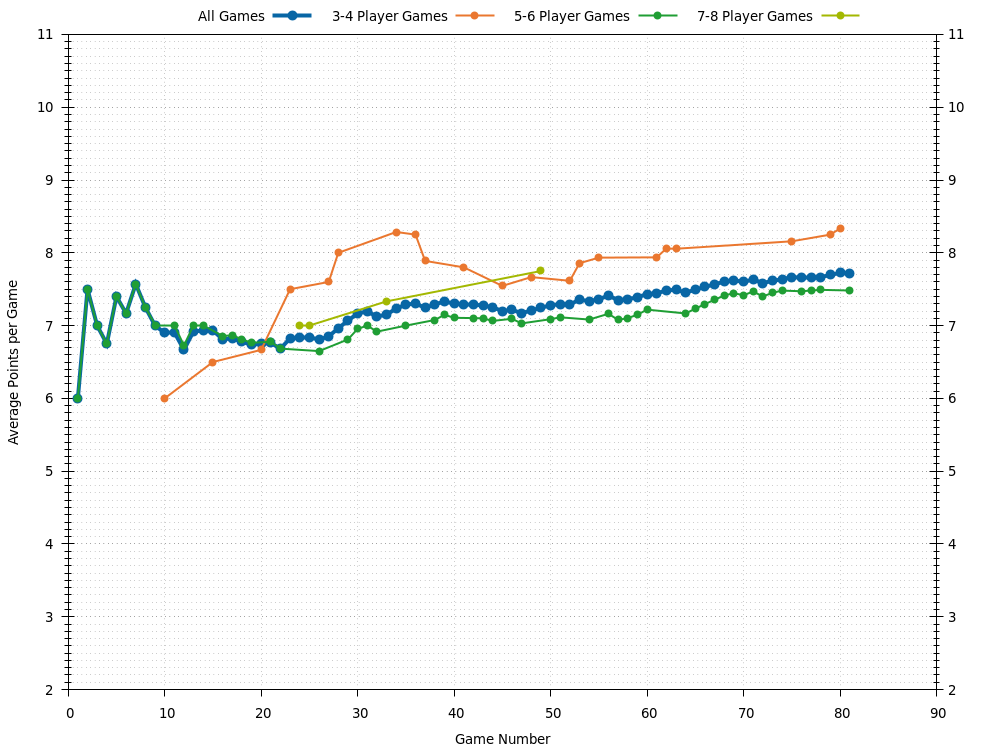 All Games 3-4 Player Games 5-6 Player Games 7-8 Player Games
11 11
10 10
9 9
8 8
7 7
6 6
5 5
4 4
3 3
2 2
Average Points per Game
0 10 20 30 40 50 60 70 80 90
Game Number